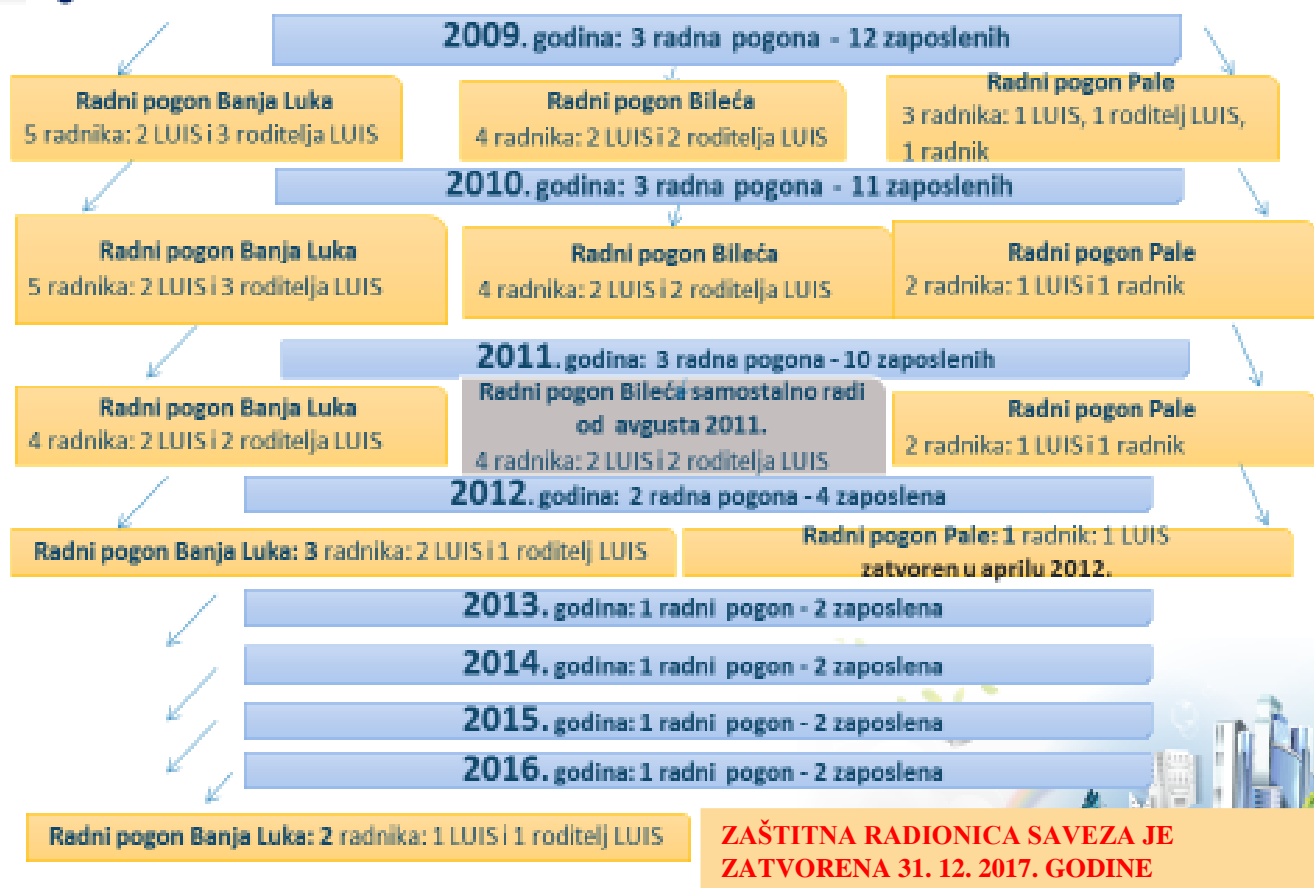 2009. godina: 3 radna pogona - 12 zaposlenih
Radni pogon Banja Luka
5 radnika: 2 LUIS i 3 roditelja LUIS
Radni pogon Bileća
4 radnika: 2 LUIS i 2 roditelja LUIS
Radni pogon Pale
3 radnika: 1 LUIS, 1 roditelj LUIS,
1 radnik
2010. godina: 3 radna pogona - 11 zaposlenih
Radni pogon Banja Luka
5 radnika: 2 LUIS i 3 roditelja LUIS
Radni pogon Bileća
4 radnika: 2 LUIS i 2 roditelja LUIS
Radni pogon Pale
2 radnika: 1 LUIS i 1 radnik
2011. godina: 3 radna pogona - 10 zaposlenih
Radni pogon Banja Luka
4 radnika: 2 LUIS i 2 roditelja LUIS
Radni pogon Bileća samostalno radi
od avgusta 2011.
4 radnika: 2 LUIS i 2 roditelja LUIS
Radni pogon Pale
2 radnika: 1 LUIS i 1 radnik
2012. godina: 2 radna pogona - 4 zaposlena
Radni pogon Banja Luka: 3 radnika: 2 LUIS i 1 roditelj LUIS
Radni pogon Pale: 1 radnik: 1 LUIS
zatvoren u aprilu 2012.
2013. godina: 1 radni pogon - 2 zaposlena
2014. godina: 1 radni pogon - 2 zaposlena
2015. godina: 1 radni pogon - 2 zaposlena
2016. godina: 1 radni pogon - 2 zaposlena
Radni pogon Banja Luka: 2 radnika: 1 LUIS i 1 roditelj LUIS
ZAŠTITNA RADIONICA SAVEZA JE
ZATVORENA 31. 12. 2017. GODINE